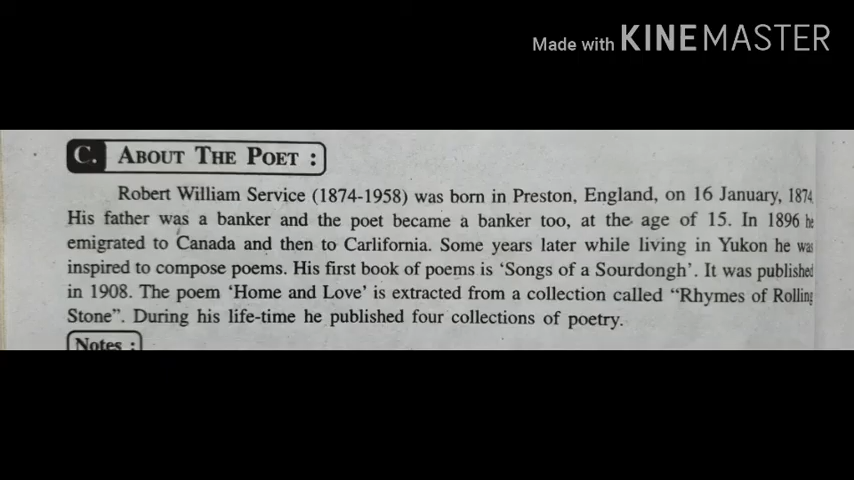 Made with KINEMASTER
C. ABOUT THE POET :
Robert William Service (1874-1958) was born in Preston, England, on 16 January, 1874
His father was a banker and the poet became a banker too, at the age of 15. In 1896 he
emigrated to Canada and then to Carlifornia. Some years later while living in Yukon he was
inspired to compose poems. His first book of poems is ‘Songs of a Sourdongh’. It was published
in 1908. The poem ‘Home and Love’ is extracted from a collection called “Rhymes of Rolling
Stone”. During his life-time he published four collections of poetry.
Notes :